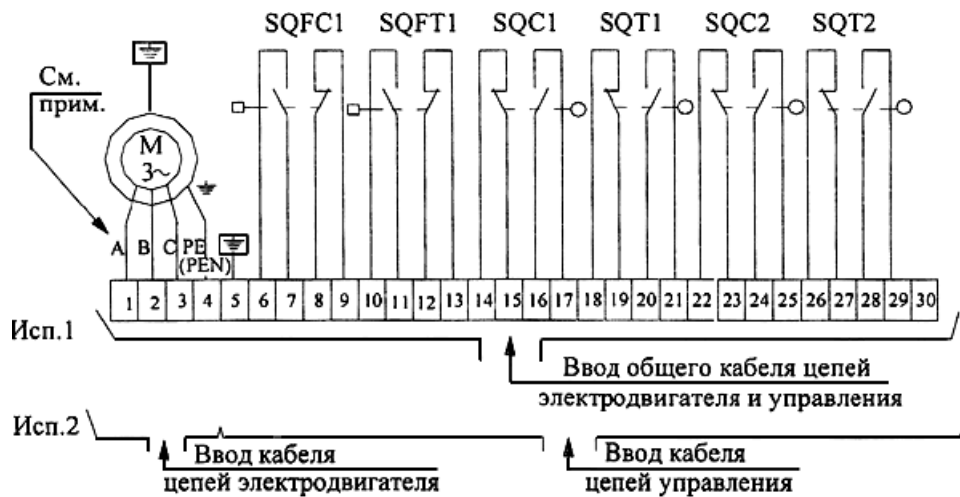 SQFC1 SQFT1 SQC1 SQT1 SQC2 SQT2
См.
прим.
М
3~
A B C PE
(PEN)
1 2 3 4 5 6 7 8 9 10 11 12 13 14 15 16 17 18 19 20 21 22 23 24 25 26 27 28 29 30
Исп.1
Ввод общего кабеля цепей
электродвигателя и управления
Исп.2
Ввод кабеля
цепей электродвигателя
Ввод кабеля
цепей управления